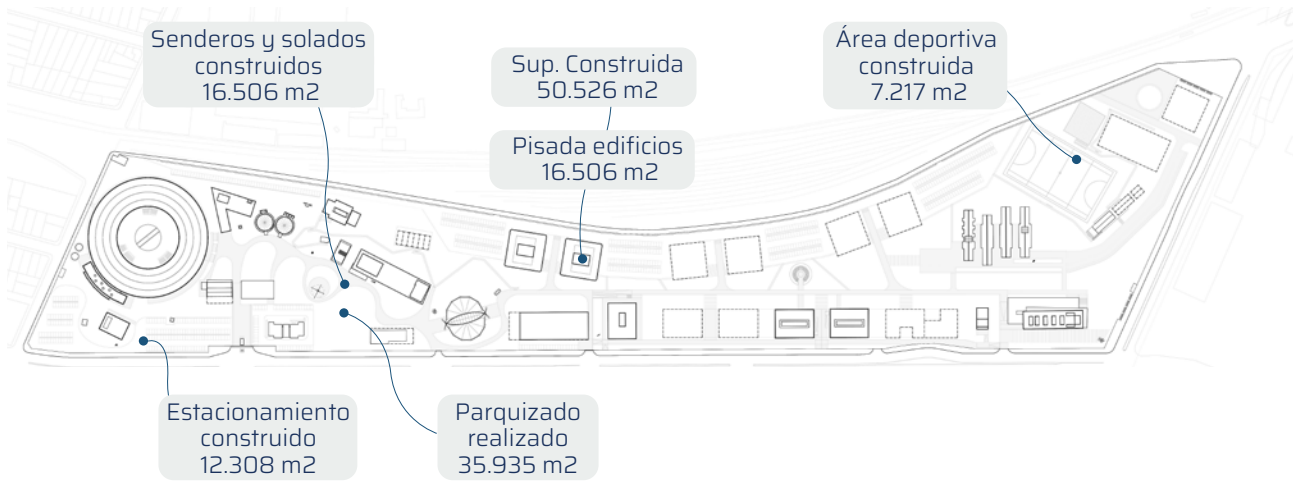 Senderos y solados
construidos
16.506 m2
Sup. Construida
50.526 m2
Pisada edificios
16.506 m2
Área deportiva
construida
7.217 m2
Estacionamiento
construido
12.308 m2
Parquizado
realizado
35.935 m2